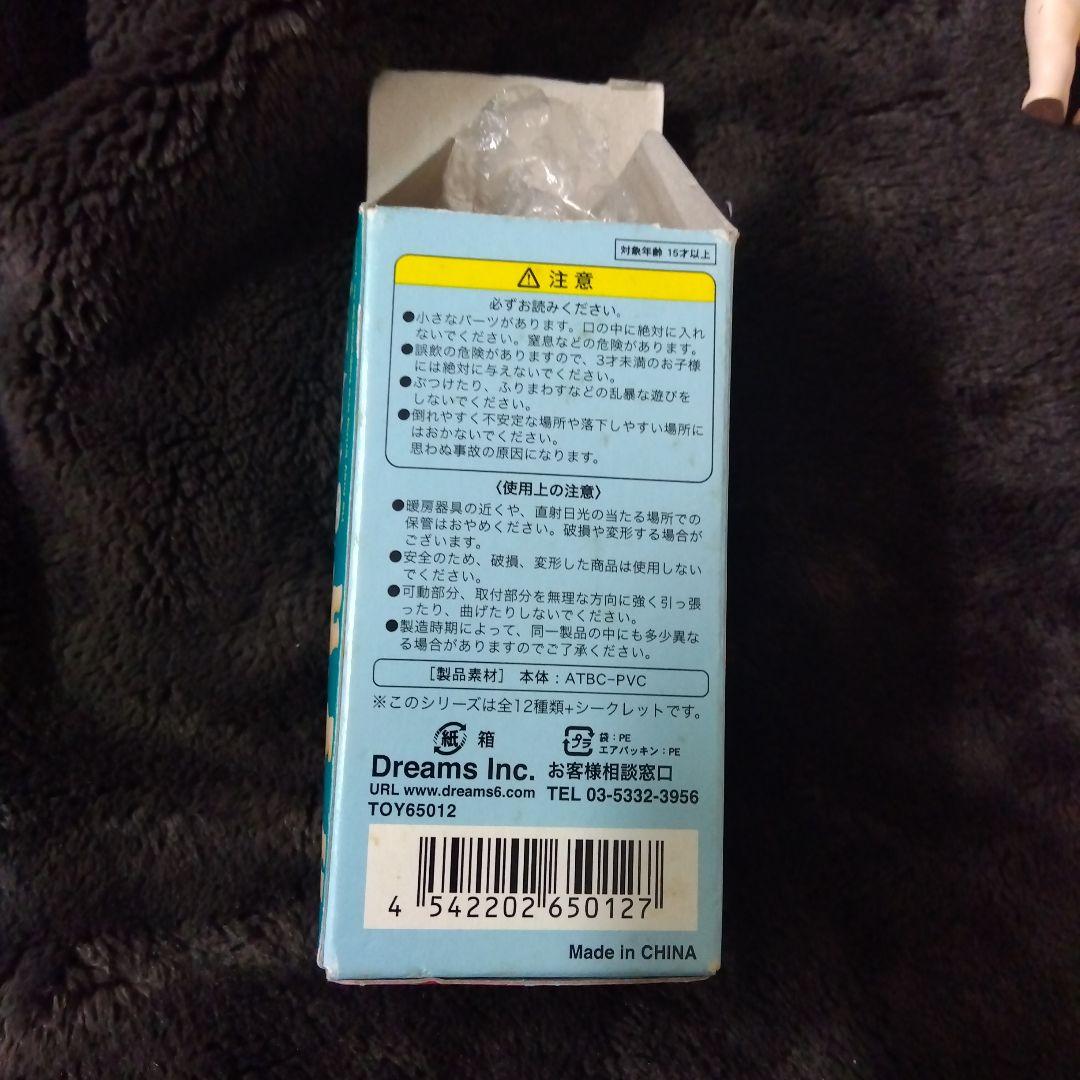 対象年齢 15才以上
⚠注意
必ずお読みください。
●小さなパーツがあります。口の中に絶対に入れ
ないでください。窒息などの危険があります。
●誤飲の危険がありますので、3才未満のお子様
には絶対に与えないでください。
●ぶつけたり、ふりまわすなどの乱暴な遊びを
しないでください。
●倒れやすく不安定な場所や落下しやすい場所に
はおかないでください。
思わぬ事故の原因になります。
〈使用上の注意〉
●暖房器具の近くや、直射日光の当たる場所での
保管はおやめください。破損や変形する場合が
ございます。
●安全のため、破損、変形した商品は使用しない
でください。
●可動部分、取付部分を無理な方向に強く引っ張
ったり、曲げたりしないでください。
●製造時期によって、同一製品の中にも多少異な
る場合がありますのでご了承ください。
[製品素材] 本体：ATBC-PVC
※このシリーズは全12種類+シークレットです。
紙 箱
プラ 袋：PE
エアパッキン：PE
Dreams Inc. お客様相談窓口
URL www.dreams6.com TEL 03-5332-3956
TOY65012
4 542202 650127
Made in CHINA